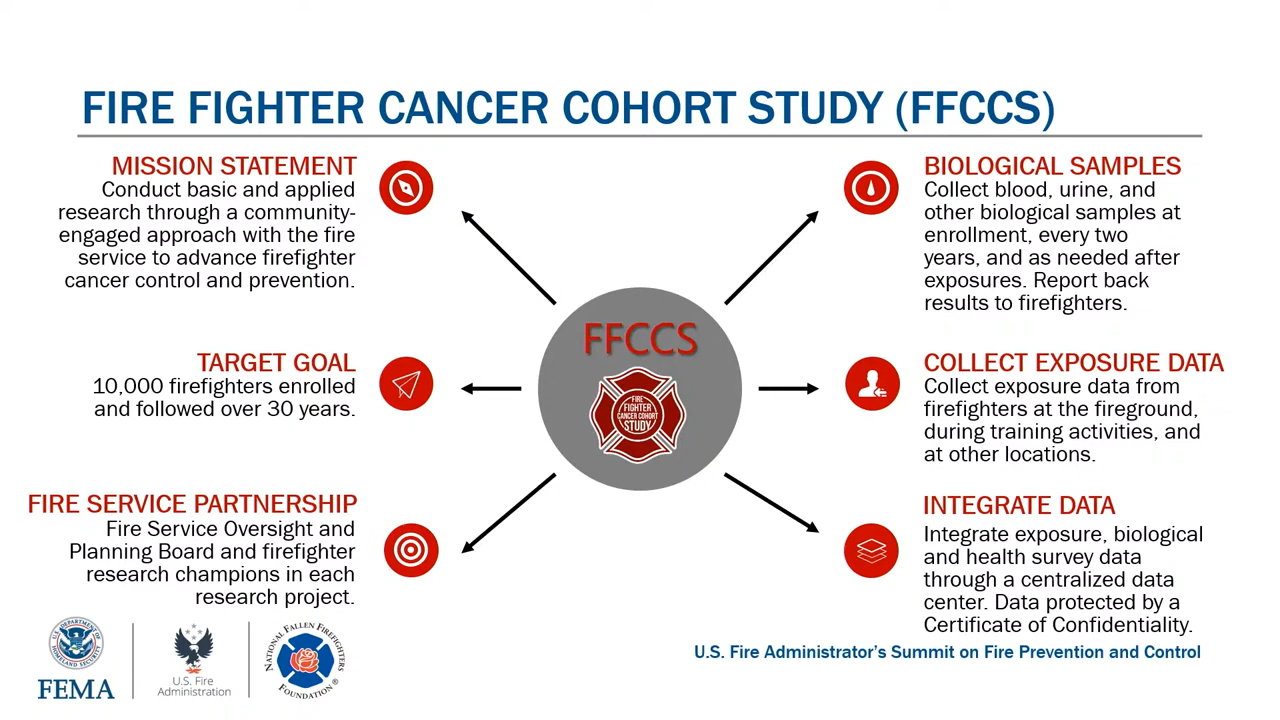 FIRE FIGHTER CANCER COHORT STUDY (FFCCS)
MISSION STATEMENT
Conduct basic and applied
research through a community-
engaged approach with the fire
service to advance firefighter
cancer control and prevention.
TARGET GOAL
10,000 firefighters enrolled
and followed over 30 years.
FIRE SERVICE PARTNERSHIP
Fire Service Oversight and
Planning Board and firefighter
research champions in each
research project.
FFCCS
FIRE
FIGHTER
CANCER COHORT
STUDY
BIOLOGICAL SAMPLES
Collect blood, urine, and
other biological samples at
enrollment, every two
years, and as needed after
exposures. Report back
results to firefighters.
COLLECT EXPOSURE DATA
Collect exposure data from
firefighters at the fireground,
during training activities, and
at other locations.
INTEGRATE DATA
Integrate exposure, biological
and health survey data
through a centralized data
center. Data protected by a
Certificate of Confidentiality.
U.S. DEPARTMENT OF
HOMELAND SECURITY
FEMA
U.S. Fire
Administration
NATIONAL FALLEN FIREFIGHTERS
FOUNDATION®
U.S. Fire Administrator's Summit on Fire Prevention and Control